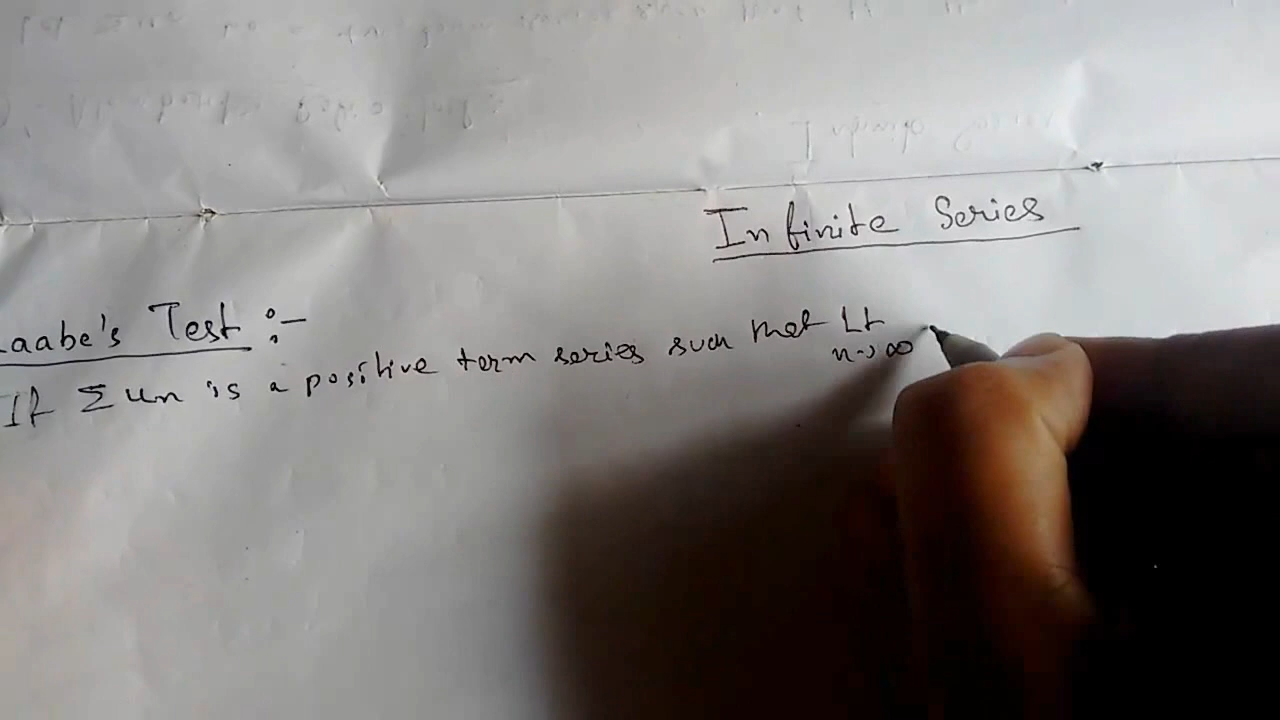 Infinite Series
Raabe's Test :-
If Σ un is a positive term series such that Lt
n→∞